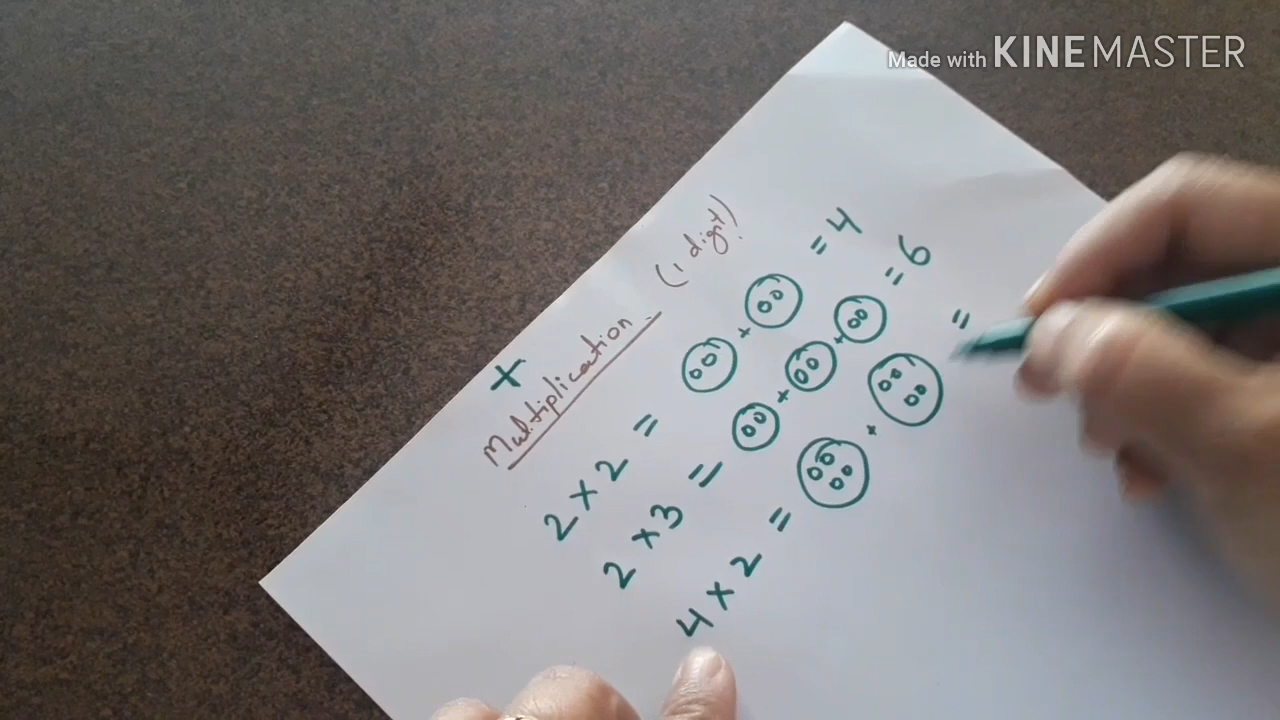 Made with KINEMASTER
×
Multiplication (1 digit)
2 × 2 = + = 4
2 × 3 = + + = 6
4 × 2 = + =